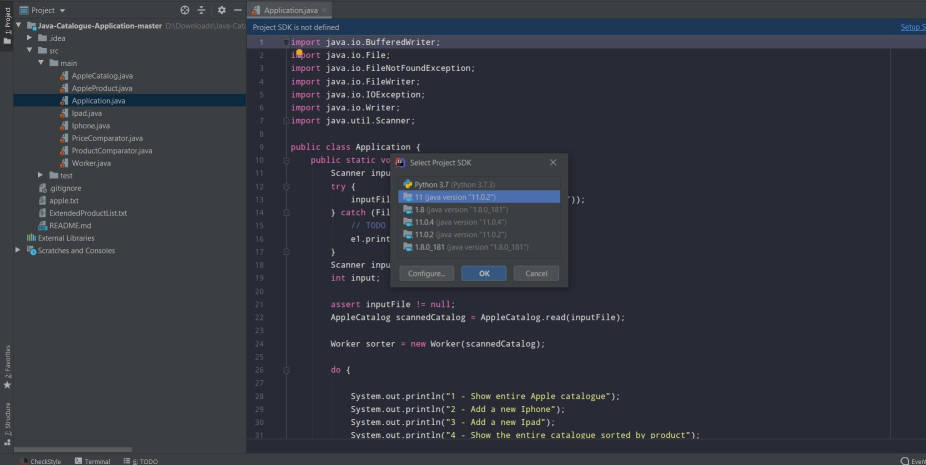 Project
Application.java
1: Project
Java-Catalogue-Application-master D:\Downloads\Java-Cat
.idea
src
main
AppleCatalog.java
AppleProduct.java
Application.java
Ipad.java
Iphone.java
PriceComparator.java
ProductComparator.java
Worker.java
test
.gitignore
apple.txt
ExtendedProductList.txt
README.md
External Libraries
Scratches and Consoles
2: Favorites
Z: Structure
Project SDK is not defined
Setup S
1 import java.io.BufferedWriter;
2 import java.io.File;
3 import java.io.FileNotFoundException;
4 import java.io.FileWriter;
5 import java.io.IOException;
6 import java.io.Writer;
7 import java.util.Scanner;
8
9 public class Application {
10 public static vo
11 Scanner inpu
12 try {
13 inputFil "));
14 } catch (Fil
15 // TODO
16 e1.print
17 }
18 Scanner inpu
19 int input;
20
21 assert inputFile != null;
22 AppleCatalog scannedCatalog = AppleCatalog.read(inputFile);
23
24 Worker sorter = new Worker(scannedCatalog);
25
26 do {
27
28 System.out.println("1 - Show entire Apple catalogue");
29 System.out.println("2 - Add a new Iphone");
30 System.out.println("3 - Add a new Ipad");
31 System.out.println("4 - Show the entire catalogue sorted by product");
Select Project SDK
Python 3.7 (Python 3.7.3)
11 (java version "11.0.2")
1.8 (java version "1.8.0_181")
11.0.4 (java version "11.0.4")
11.0.2 (java version "11.0.2")
1.8.0_181 (java version "1.8.0_181")
Configure... OK Cancel
CheckStyle Terminal 6: TODO
Event